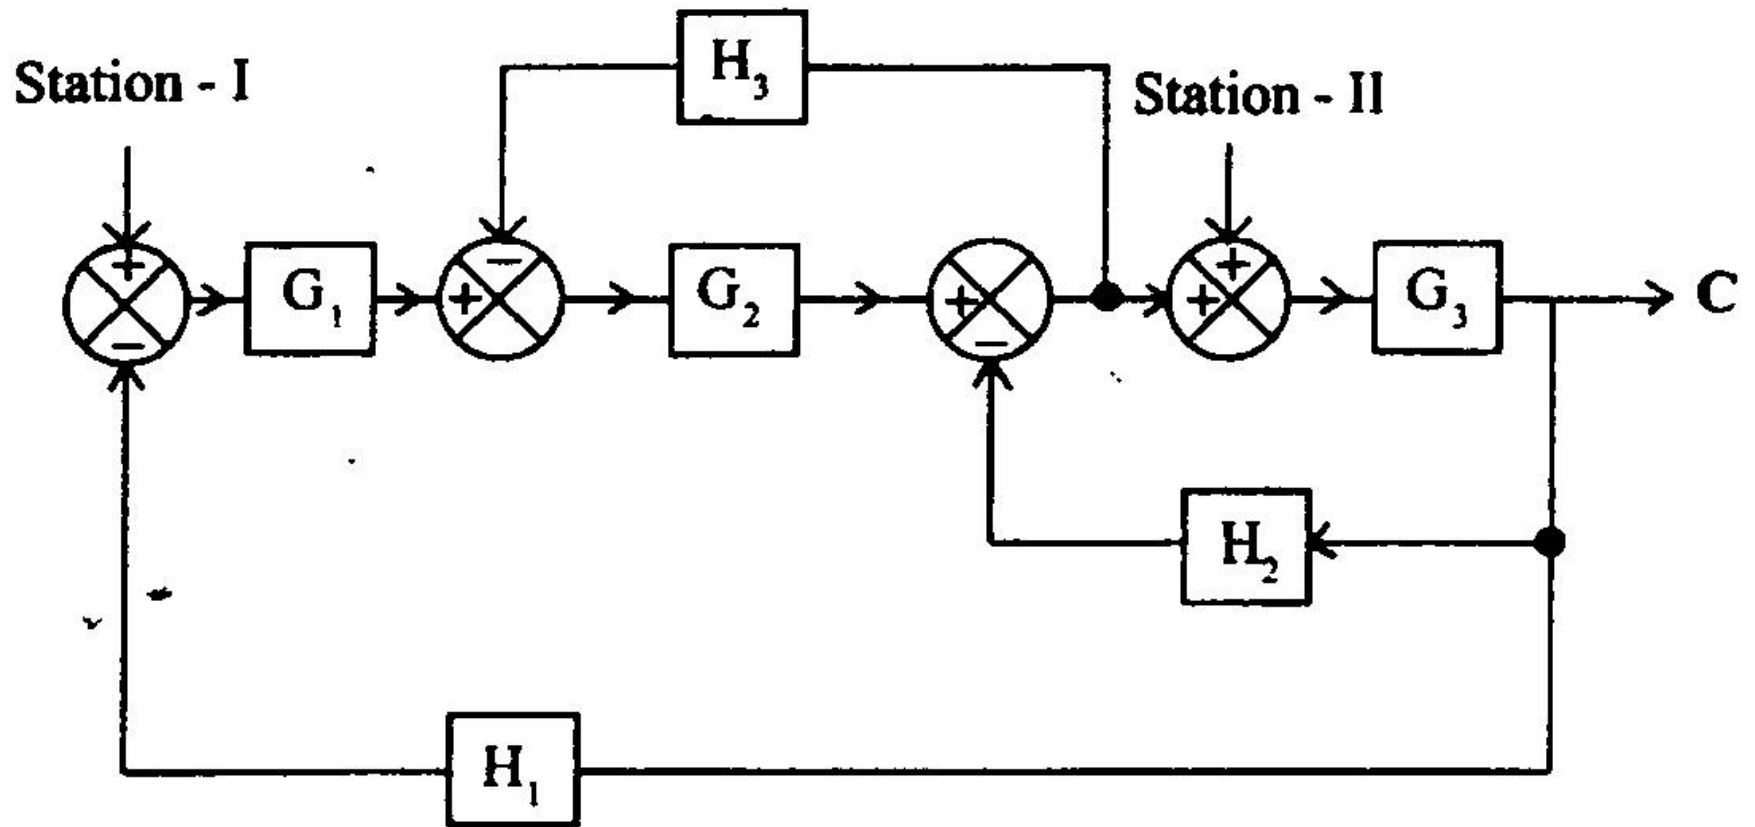 H₃
Station - I
Station - II
+
−
G₁
+
−
G₂
+
−
+
+
G₃
C
H₂
H₁